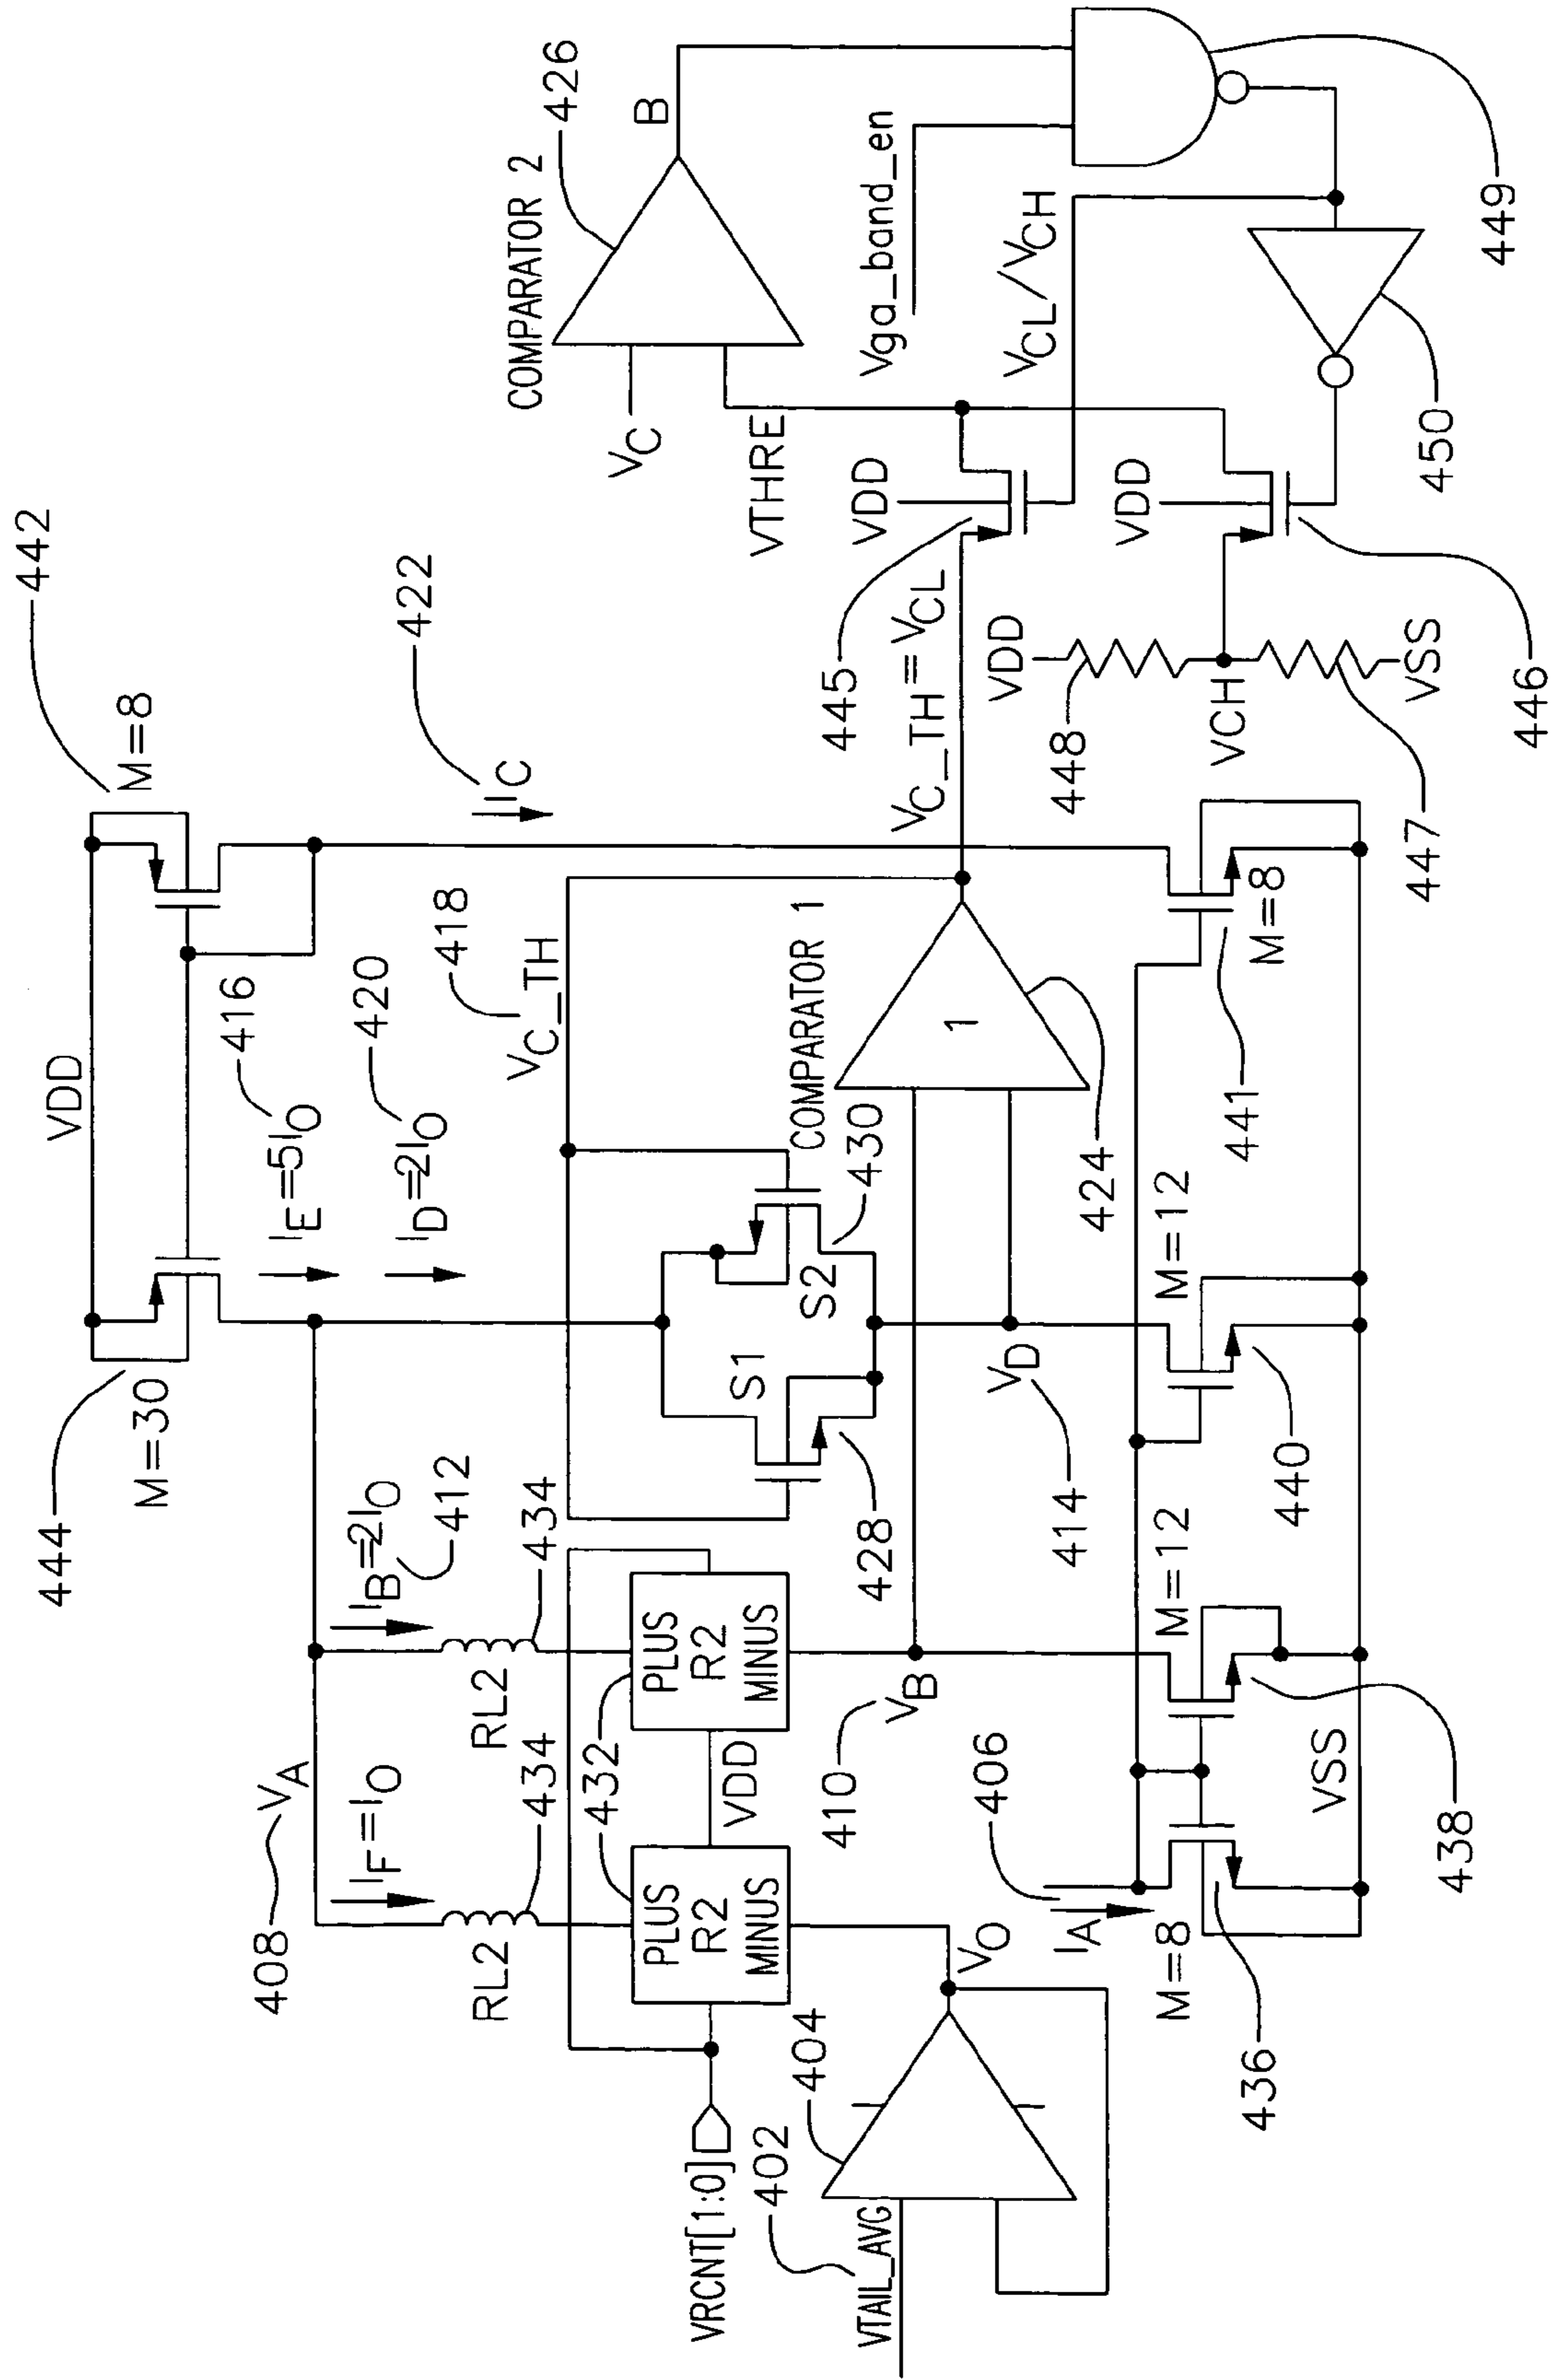 444
M=30
VDD
442
M=8
408
VA
IF=IO
IB=2IO
412
IE=5IO
416
ID=2IO
420
IC
422
RL2
434
RL2
434
VC_TH
418
COMPARATOR 2
426
B
VRCNT[1:0]
PLUS
R2
MINUS
432
VDD
PLUS
R2
MINUS
S1
428
S2
430
VC
VTHRE
402
VTAIL_AVG
404
VO
410
VB
VD
414
COMPARATOR 1
1
424
VC_TH=VCL
445
VDD
Vga_band_en
VCL/VCH
406
IA
M=8
436
438
VSS
M=12
440
M=12
441
M=8
448
VDD
VCH
447
VSS
VDD
446
450
449